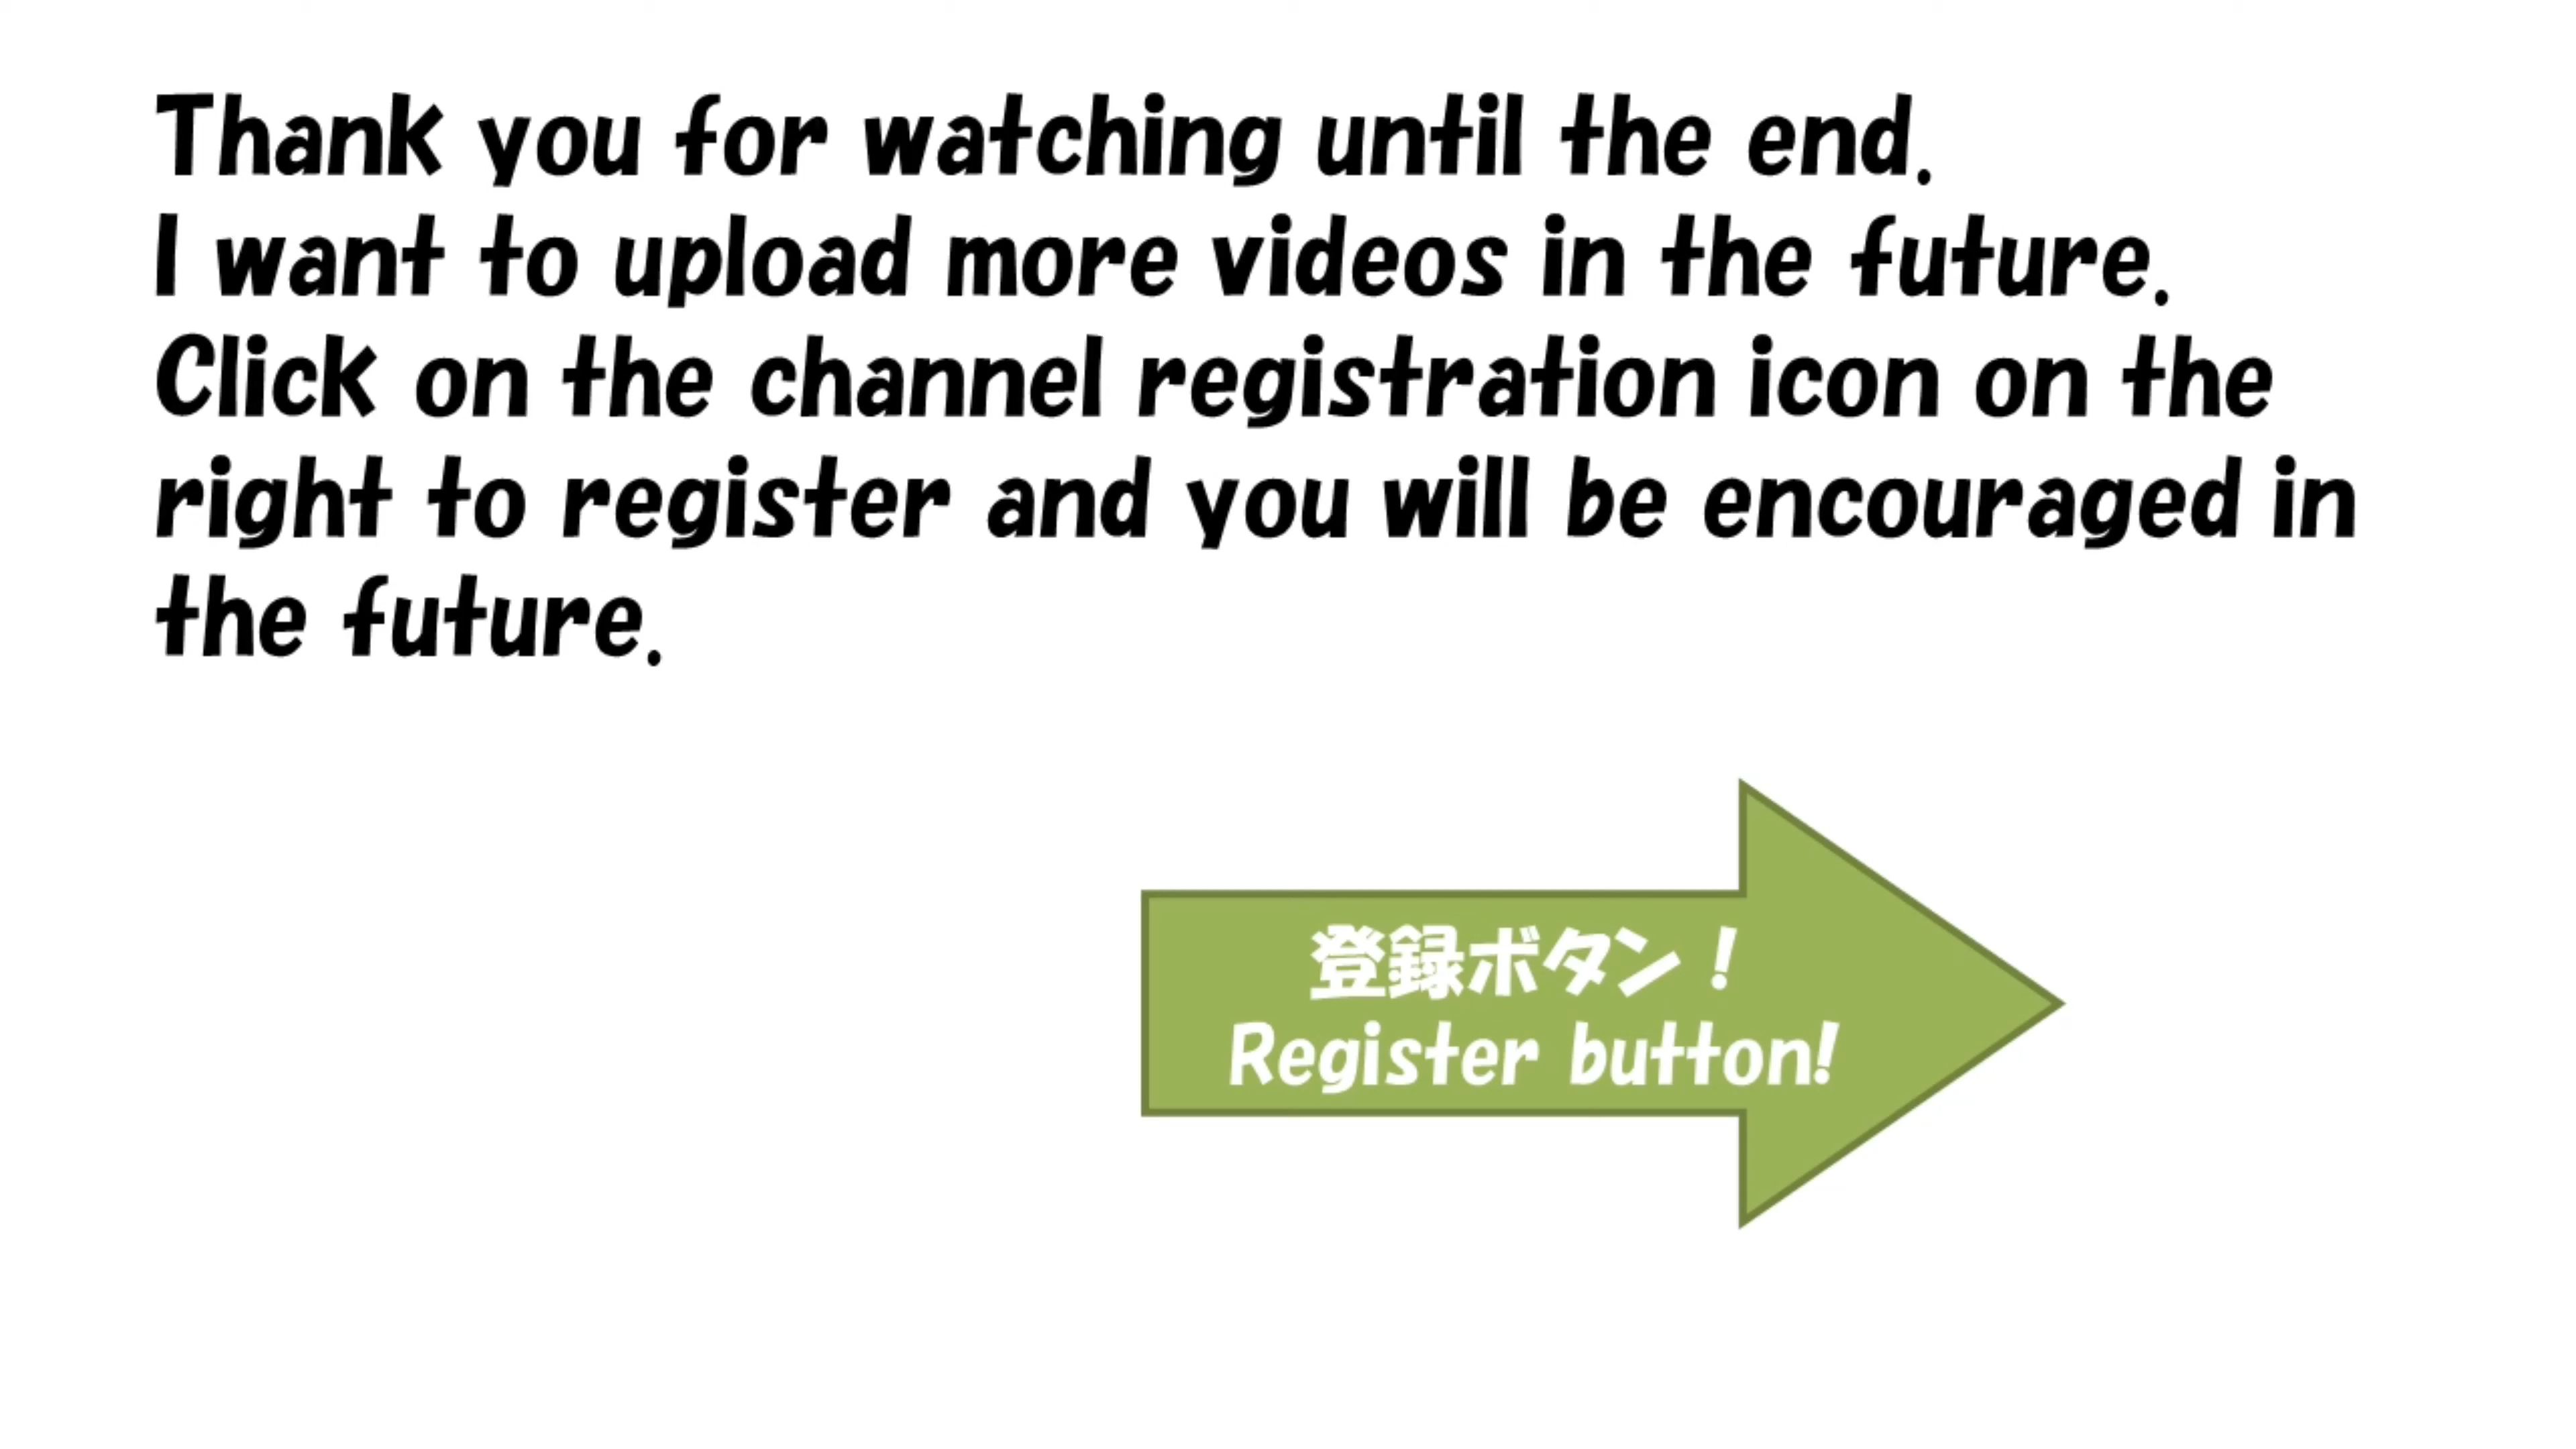 Thank you for watching until the end.
I want to upload more videos in the future.
Click on the channel registration icon on the
right to register and you will be encouraged in
the future.
登録ボタン！
Register button!